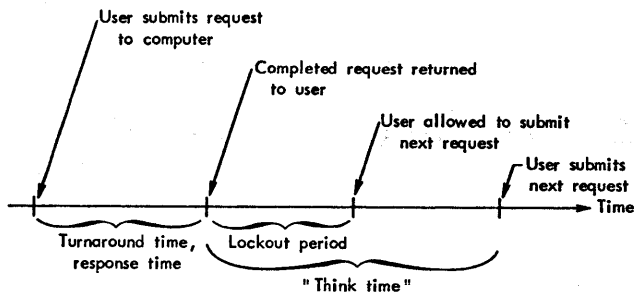 User submits request
to computer
Completed request returned
to user
User allowed to submit
next request
User submits
next request
Time
Turnaround time,
response time
Lockout period
"Think time"